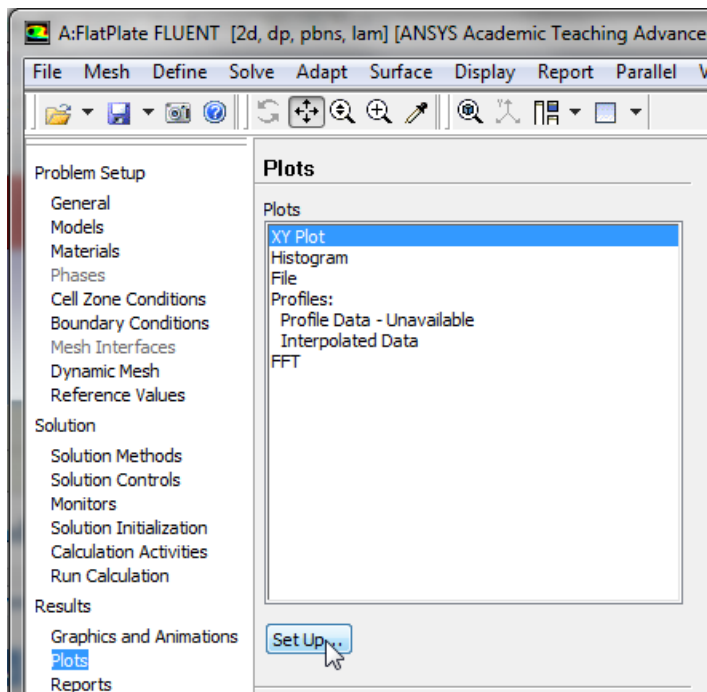 A:FlatPlate FLUENT [2d, dp, pbns, lam] [ANSYS Academic Teaching Advance
File Mesh Define Solve Adapt Surface Display Report Parallel
Problem Setup
General
Models
Materials
Phases
Cell Zone Conditions
Boundary Conditions
Mesh Interfaces
Dynamic Mesh
Reference Values
Solution
Solution Methods
Solution Controls
Monitors
Solution Initialization
Calculation Activities
Run Calculation
Results
Graphics and Animations
Plots
Reports
Plots
Plots
XY Plot
Histogram
File
Profiles:
Profile Data - Unavailable
Interpolated Data
FFT
Set Up...